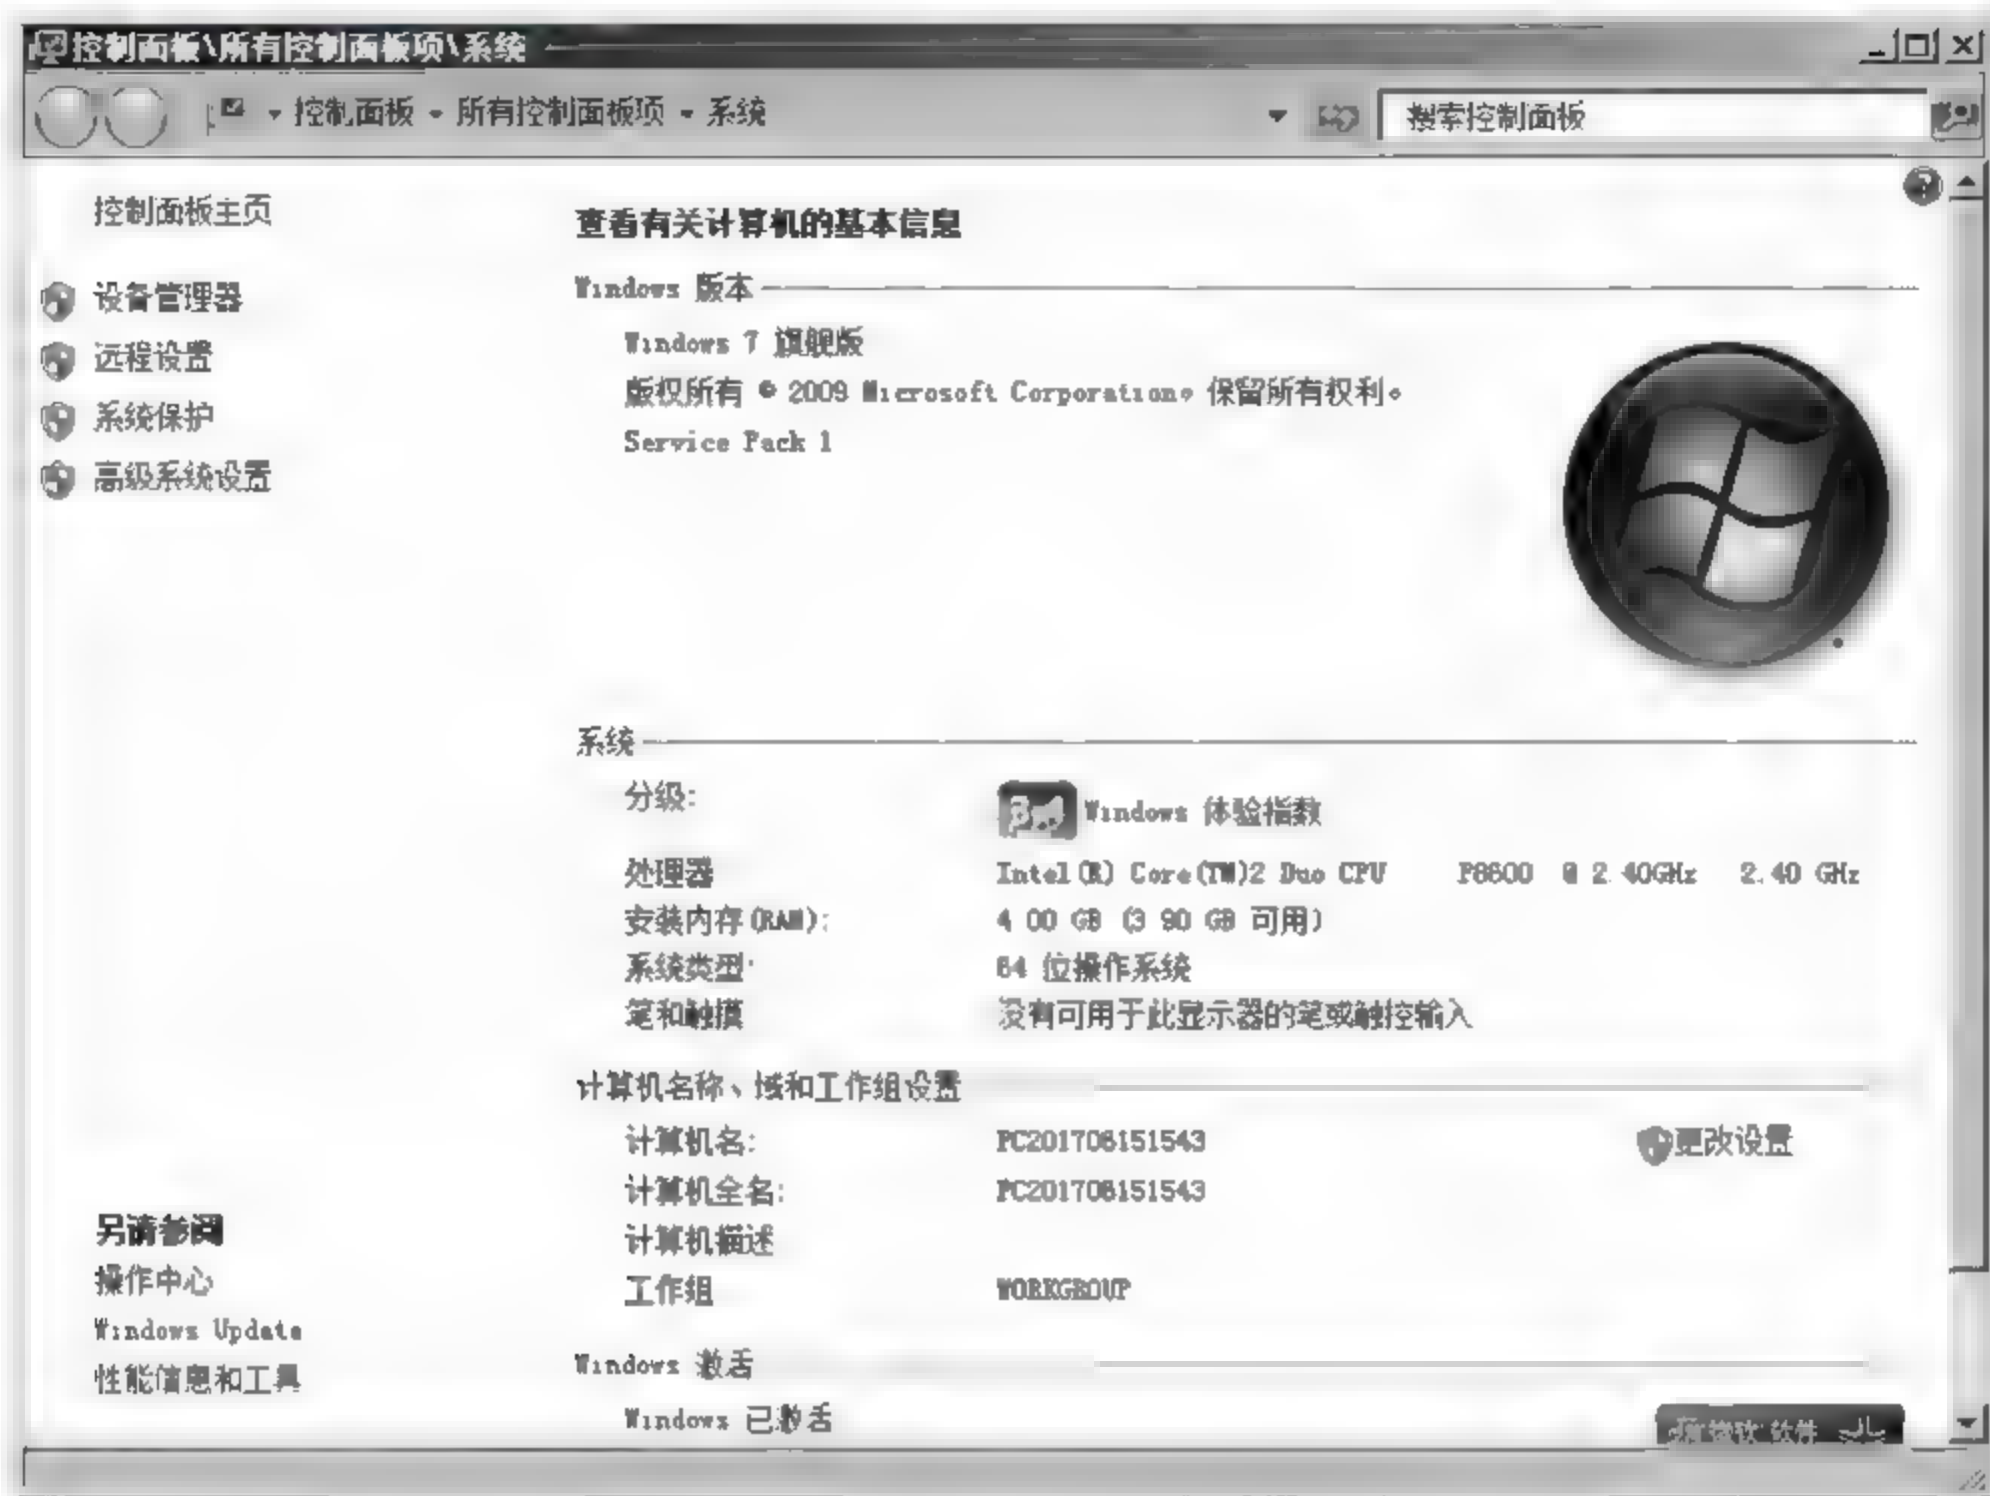 控制面板\所有控制面板项\系统
控制面板 所有控制面板项 系统
搜索控制面板
控制面板主页
设备管理器
远程设置
系统保护
高级系统设置
查看有关计算机的基本信息
Windows 版本
Windows 7 旗舰版
版权所有 © 2009 Microsoft Corporation。保留所有权利。
Service Pack 1
系统
分级:
Windows 体验指数
处理器
Intel(R) Core(TM)2 Duo CPU P8600 @ 2.40GHz 2.40 GHz
安装内存(RAM):
4 00 GB (3 90 GB 可用)
系统类型:
64 位操作系统
笔和触摸
没有可用于此显示器的笔或触控输入
计算机名称、域和工作组设置
计算机名:
更改设置
计算机全名:
计算机描述
工作组
WORKGROUP
Windows 激活
Windows 已激活
另请参阅
操作中心
Windows Update
性能信息和工具